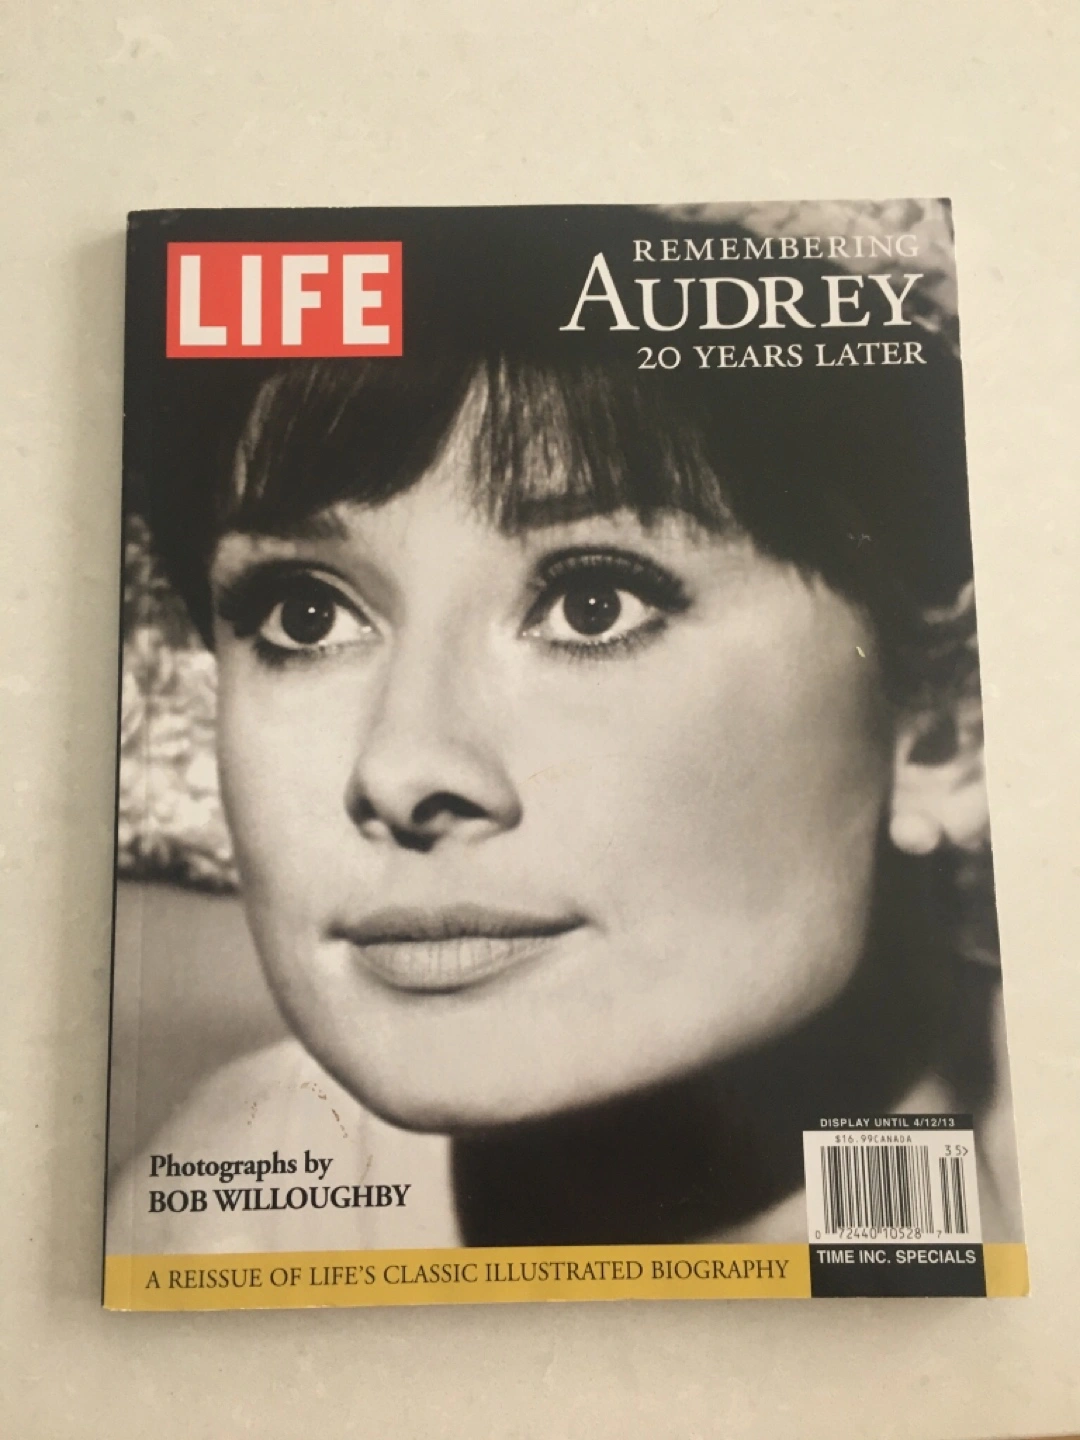 LIFE
REMEMBERING
AUDREY
20 YEARS LATER
Photographs by
BOB WILLOUGHBY
DISPLAY UNTIL 4/12/13
$16.99CANADA
35>
0 72440 10528 7
TIME INC. SPECIALS
A REISSUE OF LIFE'S CLASSIC ILLUSTRATED BIOGRAPHY